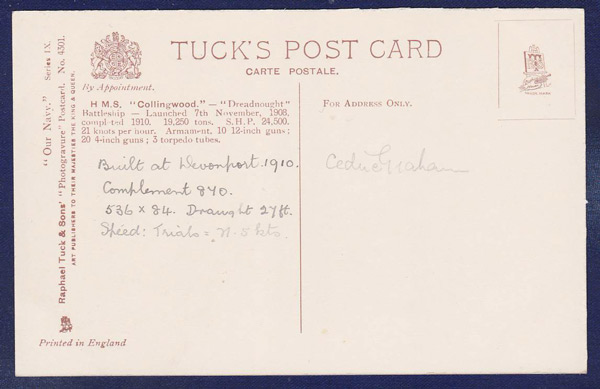 TUCK'S POST CARD
CARTE POSTALE.
By Appointment.
"Our Navy." Series IX.
Raphael Tuck & Sons' "Photogravure" Postcard. No. 4301.
ART PUBLISHERS TO THEIR MAJESTIES THE KING & QUEEN.
H M.S. "Collingwood." — "Dreadnought"
Battleship — Launched 7th November, 1908,
completed 1910. 19,250 tons. S.H.P. 24,500.
21 knots per hour. Armament, 10 12-inch guns;
20 4-inch guns; 3 torpedo tubes.
Built at Devonport. 1910.
Complement 840.
536 x 84. Draught 27ft.
Speed: Trials =
kts.
FOR ADDRESS ONLY.
Cedric Graham
Printed in England